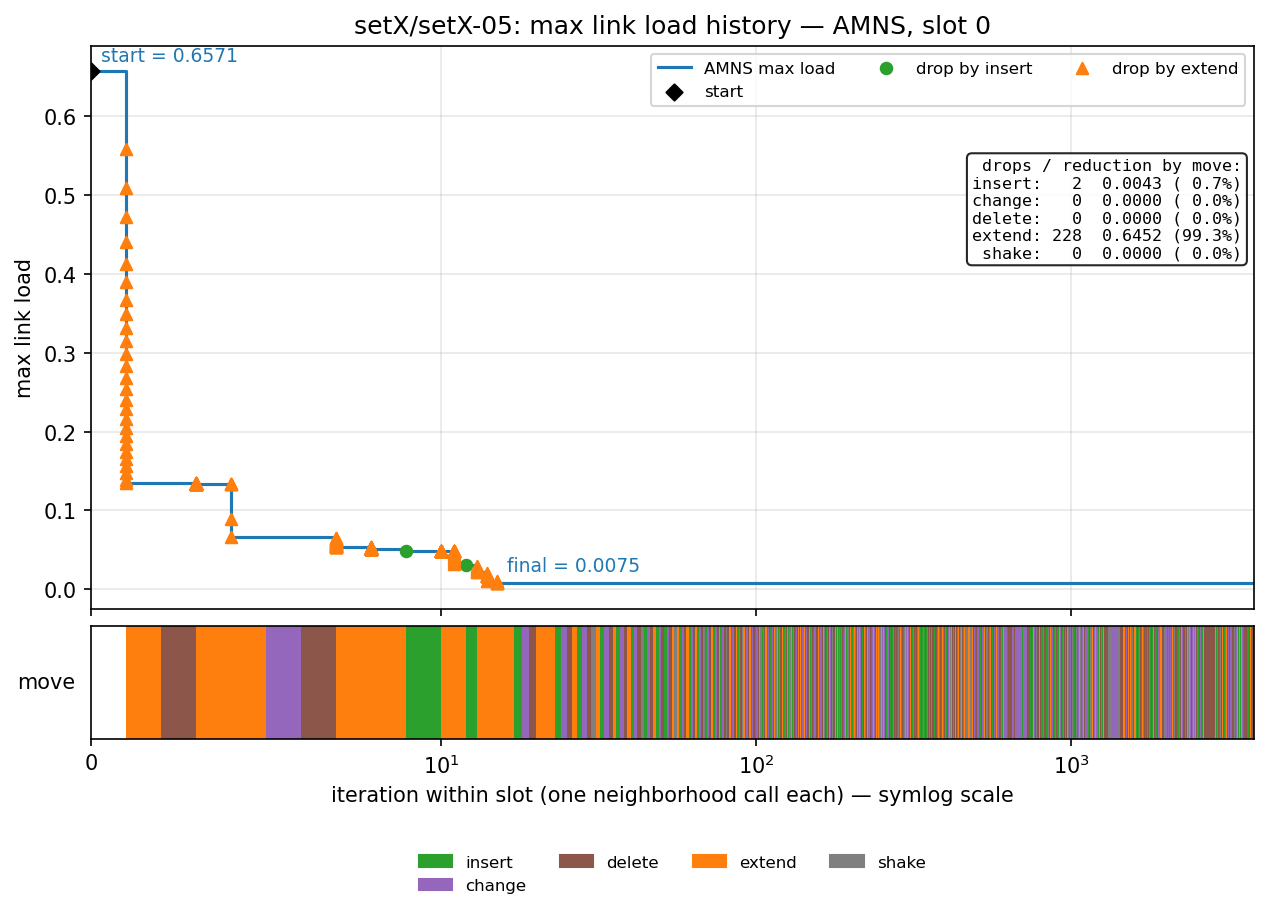 setX/setX-05: max link load history — AMNS, slot 0
start = 0.6571
AMNS max load
drop by insert
drop by extend
start
drops / reduction by move:
insert: 2 0.0043 ( 0.7%)
change: 0 0.0000 ( 0.0%)
delete: 0 0.0000 ( 0.0%)
extend: 228 0.6452 (99.3%)
shake: 0 0.0000 ( 0.0%)
max link load
0.6
0.5
0.4
0.3
0.2
0.1
0.0
final = 0.0075
move
0
10¹
10²
10³
iteration within slot (one neighborhood call each) — symlog scale
insert
delete
extend
shake
change